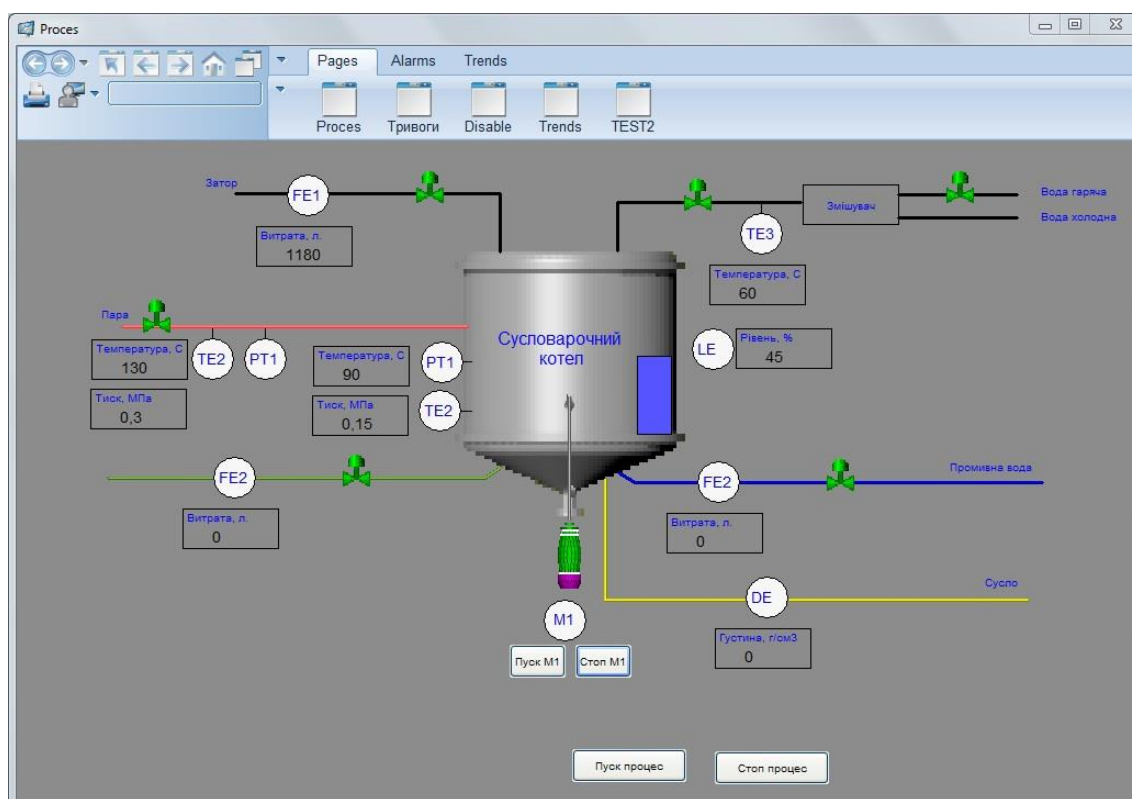 Proces
Pages Alarms Trends
Proces Тривоги Disable Trends TEST2
Затор
FE1
Витрата, л.
1180
Змішувач
Вода гаряча
Вода холодна
TE3
Температура, С
60
Пара
Температура, С
130
TE2 PT1
Тиск, МПа
0,3
Температура, С
90
PT1
Тиск, МПа
0,15
TE2
Сусловарочний
котел
LE
Рівень, %
45
FE2
Витрата, л.
0
FE2
Промивна вода
Витрата, л.
0
Сусло
DE
Густина, г/см3
0
M1
Пуск М1 Стоп М1
Пуск процес Стоп процес